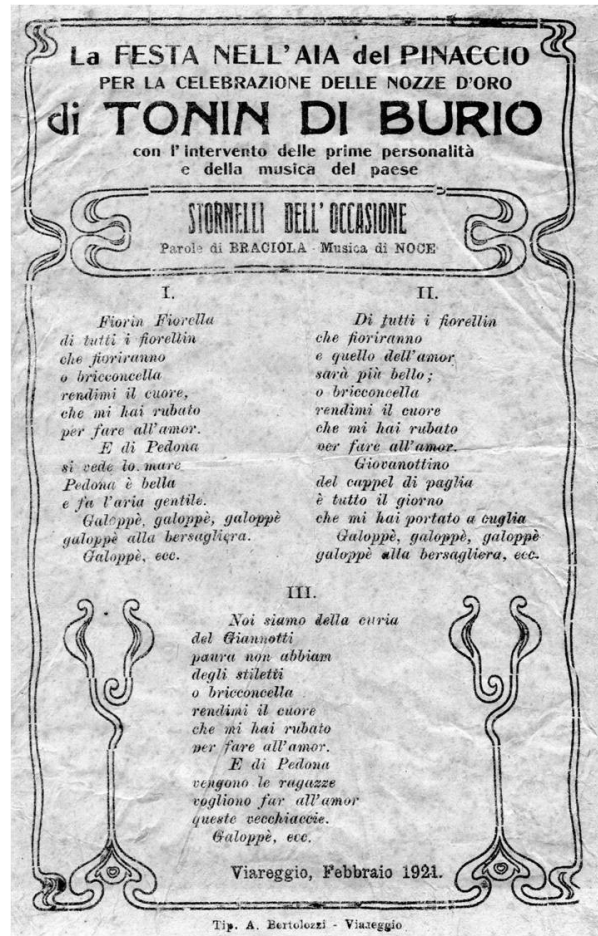 La FESTA NELL'AIA del PINACCIO
PER LA CELEBRAZIONE DELLE NOZZE D'ORO
di TONIN DI BURIO
con l'intervento delle prime personalità
e della musica del paese
STORNELLI DELL'OCCASIONE
Parole di BRACIOLA - Musica di NOCE
I.
Fiorin Fiorella
di tutti i fiorellin
che fioriranno
o bricconcella
rendimi il cuore,
che mi hai rubato
per fare all'amor.
E di Pedona
si vede lo mare
Pedona è bella
e fa l'aria gentile.
Galoppè, galoppè, galoppè
galoppè alla bersagliera.
Galoppè, ecc.
II.
Di tutti i fiorellin
che fioriranno
e quello dell'amor
sarà più bello;
o bricconcella
rendimi il cuore
che mi hai rubato
per fare all'amor.
Giovanottino
del cappel di paglia
è tutto il giorno
che mi hai portato a cuglia
Galoppè, galoppè, galoppè
galoppè alla bersagliera, ecc.
III.
Noi siamo della curia
del Giannotti
paura non abbiam
degli stiletti
o bricconcella
rendimi il cuore
che mi hai rubato
per fare all'amor.
E di Pedona
vengono le ragazze
vogliono far all'amor
queste vecchiaccie.
Galoppè, ecc.
Viareggio, Febbraio 1921.
Tip. A. Bertolozzi - Viareggio